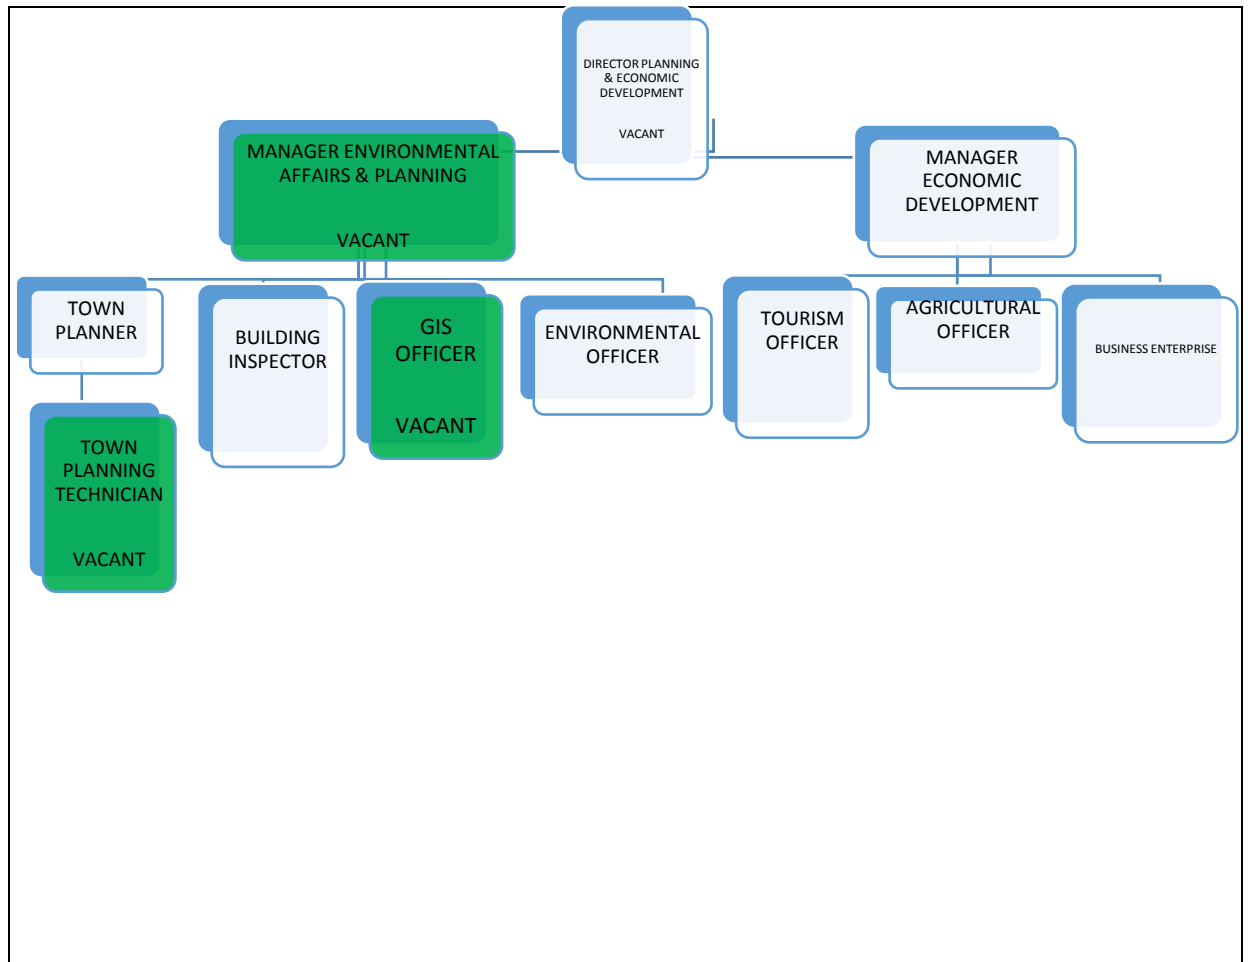 DIRECTOR PLANNING
& ECONOMIC
DEVELOPMENT
VACANT
MANAGER ENVIRONMENTAL
AFFAIRS & PLANNING
VACANT
MANAGER
ECONOMIC
DEVELOPMENT
TOWN
PLANNER
BUILDING
INSPECTOR
GIS
OFFICER
VACANT
ENVIRONMENTAL
OFFICER
TOURISM
OFFICER
AGRICULTURAL
OFFICER
BUSINESS ENTERPRISE
TOWN
PLANNING
TECHNICIAN
VACANT